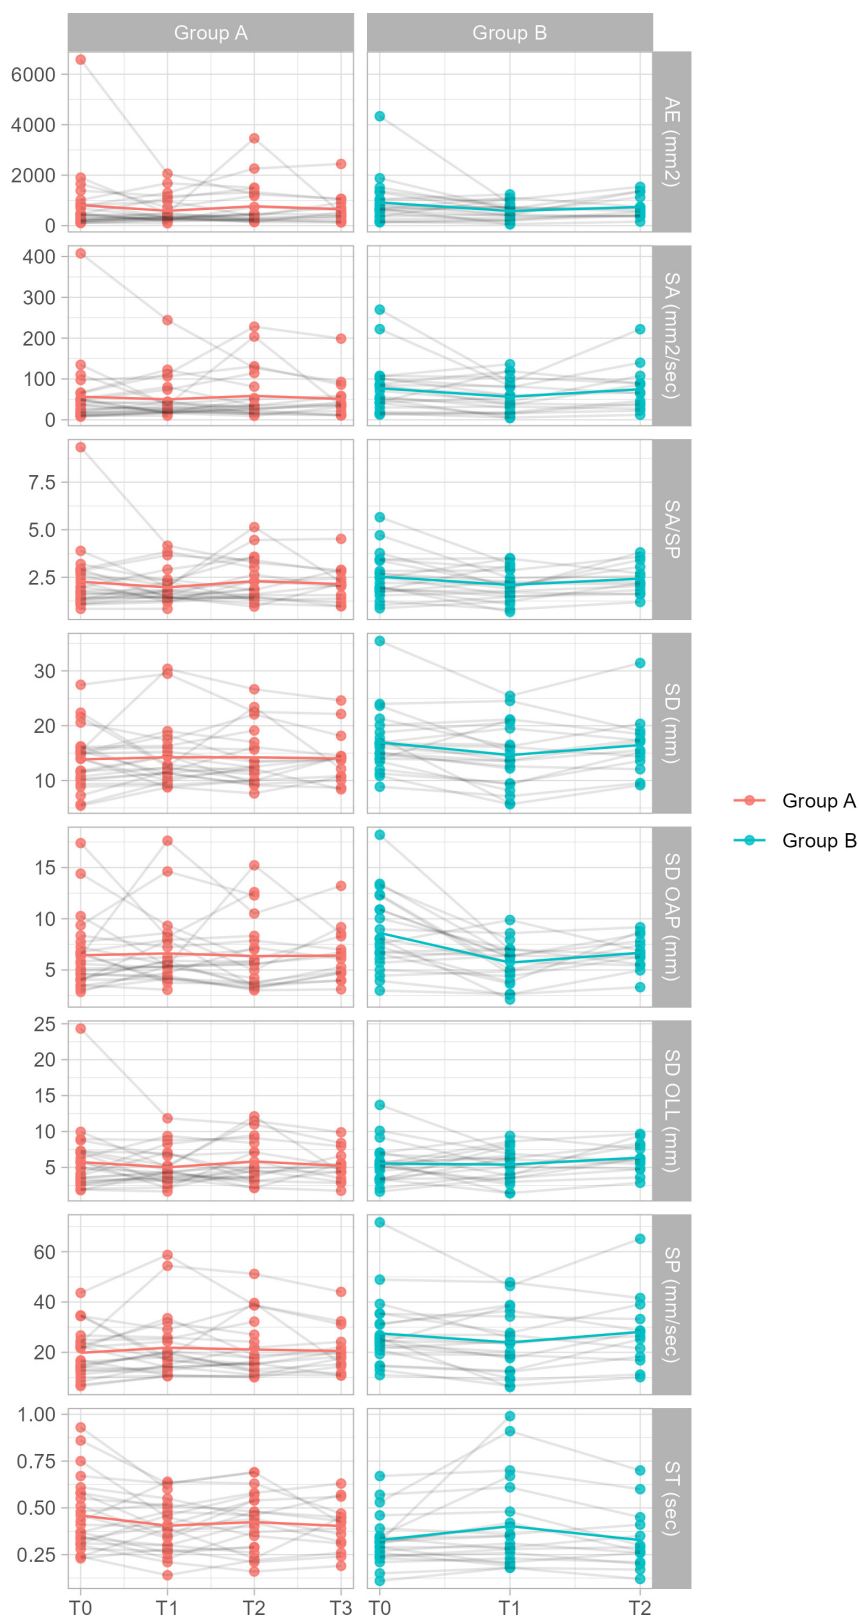 Group A
Group B
6000
4000
2000
0
AE (mm2)
400
300
200
100
0
SA (mm2/sec)
7.5
5.0
2.5
SA/SP
30
20
10
SD (mm)
Group A
Group B
15
10
5
SD OAP (mm)
25
20
15
10
5
SD OLL (mm)
60
40
20
SP (mm/sec)
1.00
0.75
0.50
0.25
ST (sec)
T0 T1 T2 T3 T0 T1 T2